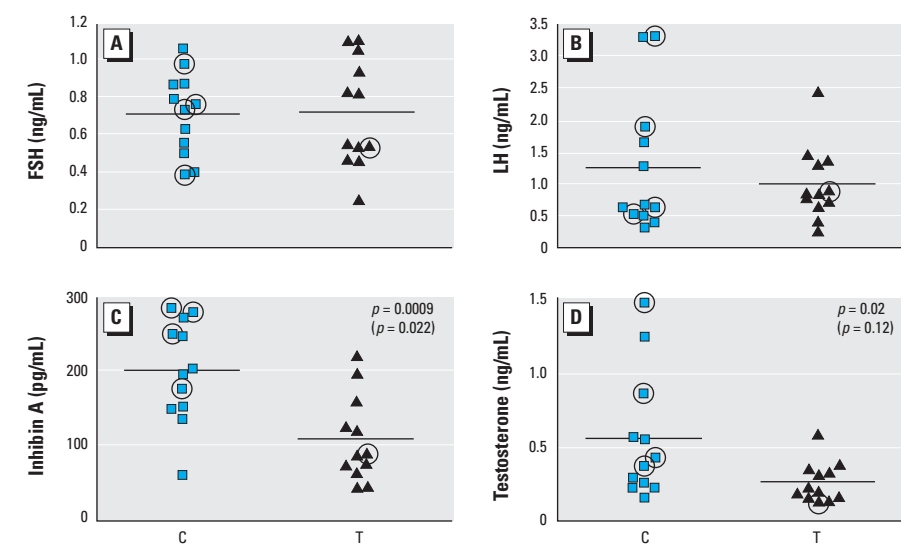 A
FSH (ng/mL)
1.2
1.0
0.8
0.6
0.4
0.2
0
B
LH (ng/mL)
3.5
3.0
2.5
2.0
1.5
1.0
0.5
0
C
Inhibin A (pg/mL)
300
200
100
0
p = 0.0009
(p = 0.022)
C
T
D
Testosterone (ng/mL)
1.5
1.0
0.5
0
p = 0.02
(p = 0.12)
C
T